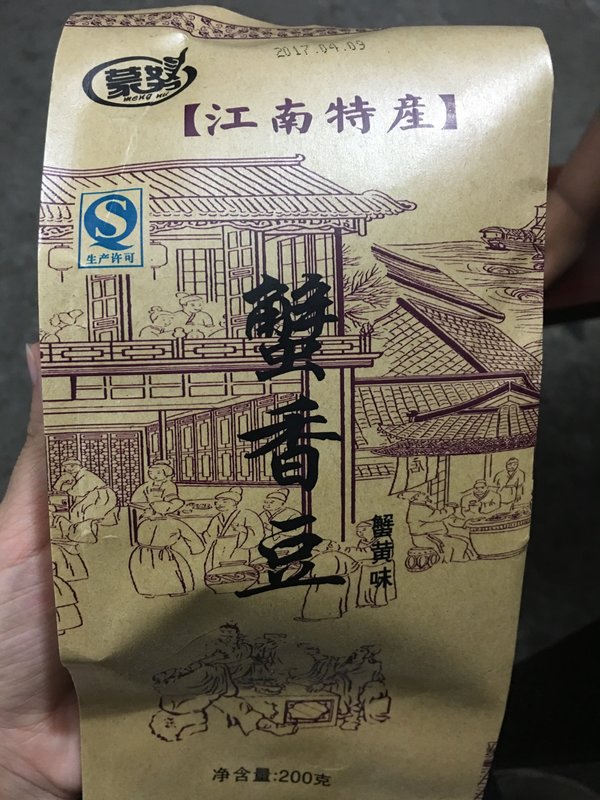 2017.04.09
蒙努
meng nu
【江南特産】
生产许可
蟹香豆
蟹黄味
净含量:200克